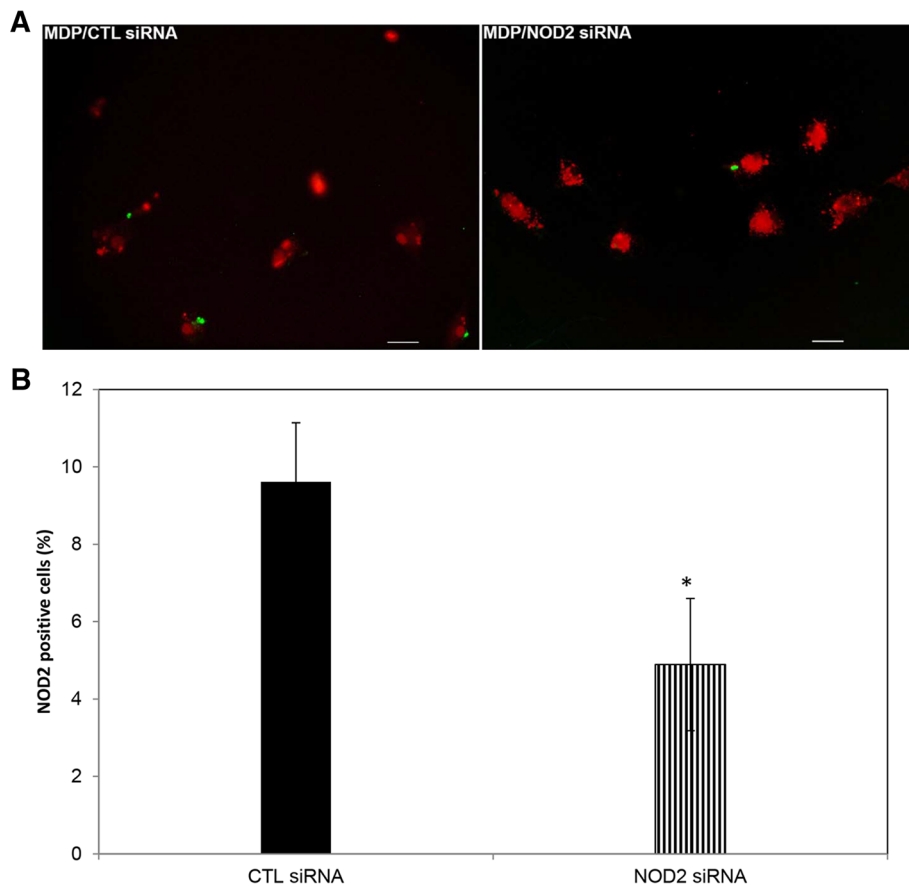 A
MDP/CTL siRNA
MDP/NOD2 siRNA
B
12
10
8
6
4
2
0
NOD2 positive cells (%)
*
CTL siRNA
NOD2 siRNA